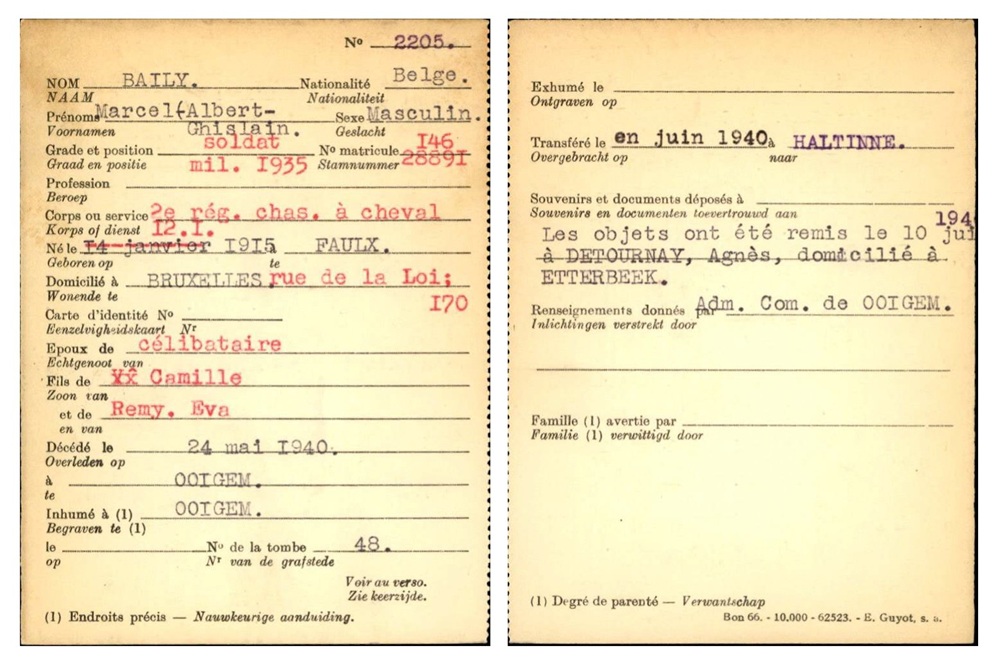 Nº 2205.
NOM BAILY. Nationalité Belge.
NAAM Nationaliteit
Prénoms Marcel-Albert- Sexe Masculin.
Voornamen Ghislain. Geslacht
Grade et position soldat Nº matricule I46
Graad en positie mil. I935 Stamnummer 28891
Profession
Beroep
Corps ou service 2e rég. chas. à cheval
Korps of dienst I2.I.
Né le I4 janvier I9I5 à FAULX.
Geboren op te
Domicilié à BRUXELLES, rue de la Loi;
Wonende te I70
Carte d'identité Nº
Eenzelvigheidskaart Nr
Epoux de célibataire
Echtgenoot van
Fils de Camille
Zoon van
et de Remy. Eva
en van
Décédé le 24 mai I940.
Overleden op
à OOIGEM.
te
Inhumé à (1) OOIGEM.
Begraven te (1)
le Nº de la tombe 48.
op Nr van de grafstede
Voir au verso.
Zie keerzijde.
(1) Endroits précis — Nauwkeurige aanduiding.
Exhumé le
Ontgraven op
Transféré le en juin 1940 à HALTINNE.
Overgebracht op naar
Souvenirs et documents déposés à
Souvenirs en documenten toevertrouwd aan 194
Les objets ont été remis le 10 jui
à DETOURNAY, Agnès, domicilié à
ETTERBEEK.
Renseignements donnés par Adm. Com. de OOIGEM.
Inlichtingen verstrekt door
Famille (1) avertie par
Familie (1) verwittigd door
(1) Degré de parenté — Verwantschap
Bon 66. - 10.000 - 62523. - E. Guyot, s. a.